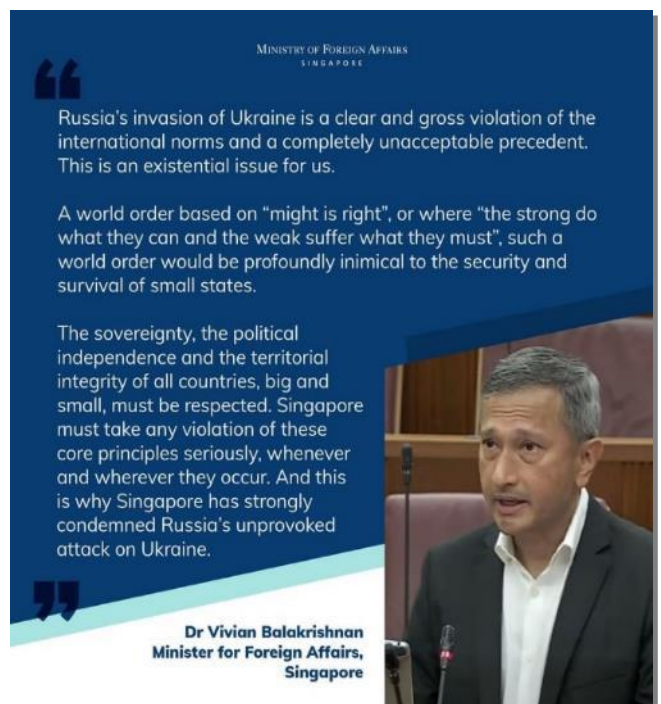 MINISTRY OF FOREIGN AFFAIRS
SINGAPORE
“
Russia’s invasion of Ukraine is a clear and gross violation of the
international norms and a completely unacceptable precedent.
This is an existential issue for us.
A world order based on “might is right”, or where “the strong do
what they can and the weak suffer what they must”, such a
world order would be profoundly inimical to the security and
survival of small states.
The sovereignty, the political
independence and the territorial
integrity of all countries, big and
small, must be respected. Singapore
must take any violation of these
core principles seriously, whenever
and wherever they occur. And this
is why Singapore has strongly
condemned Russia’s unprovoked
attack on Ukraine.
”
Dr Vivian Balakrishnan
Minister for Foreign Affairs,
Singapore